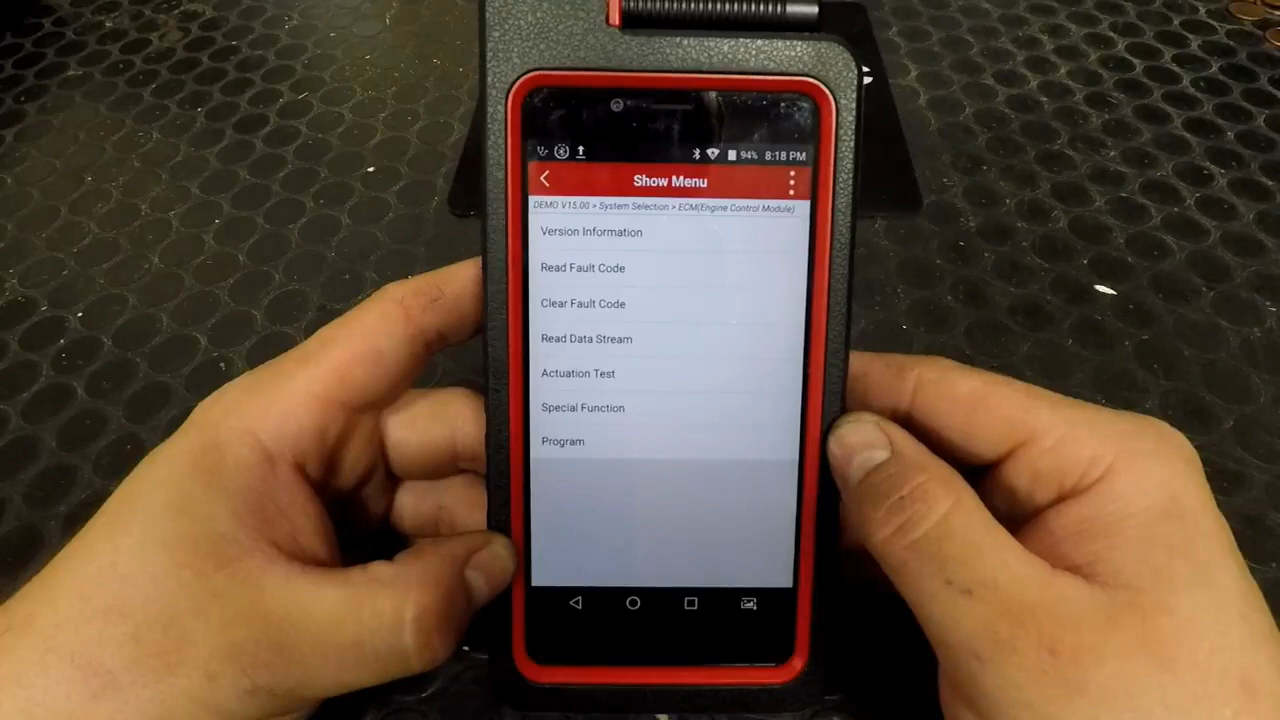 94% 8:18 PM
Show Menu
DEMO V15.00 > System Selection > ECM(Engine Control Module)
Version Information
Read Fault Code
Clear Fault Code
Read Data Stream
Actuation Test
Special Function
Program